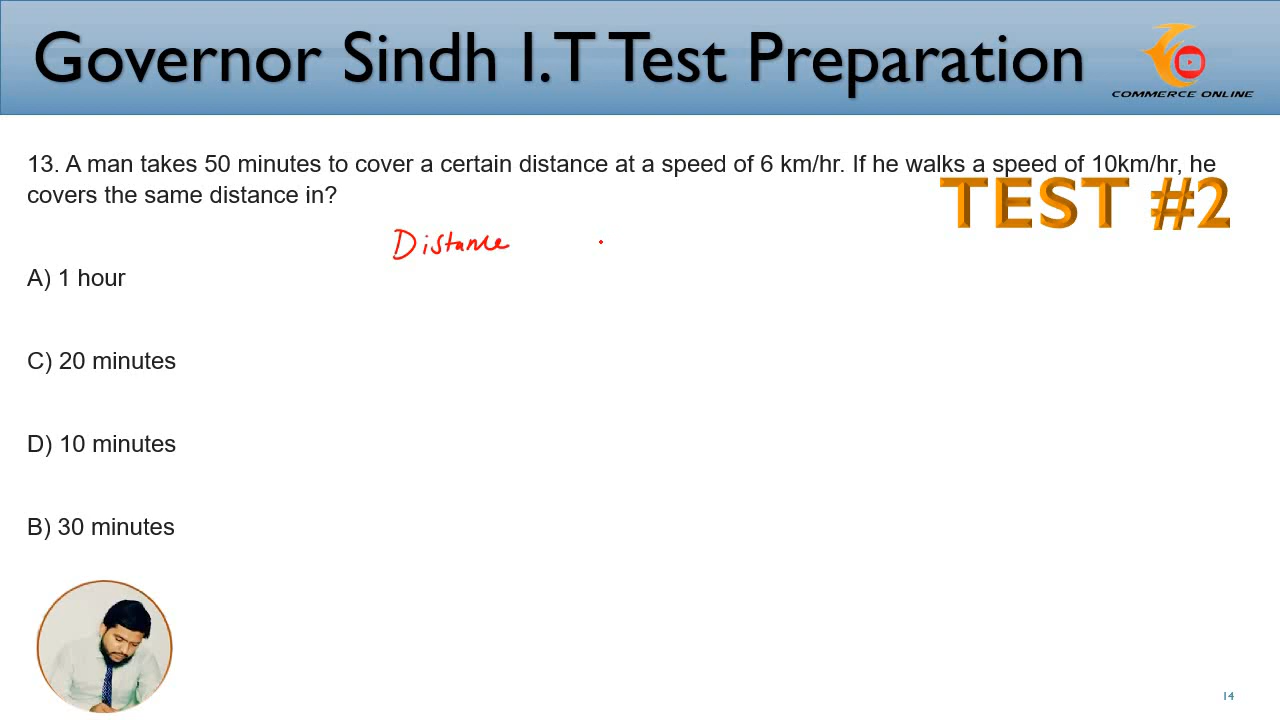 Governor Sindh I.T Test Preparation
COMMERCE ONLINE
13. A man takes 50 minutes to cover a certain distance at a speed of 6 km/hr. If he walks a speed of 10km/hr, he
covers the same distance in?
TEST #2
Distance
A) 1 hour
C) 20 minutes
D) 10 minutes
B) 30 minutes
14